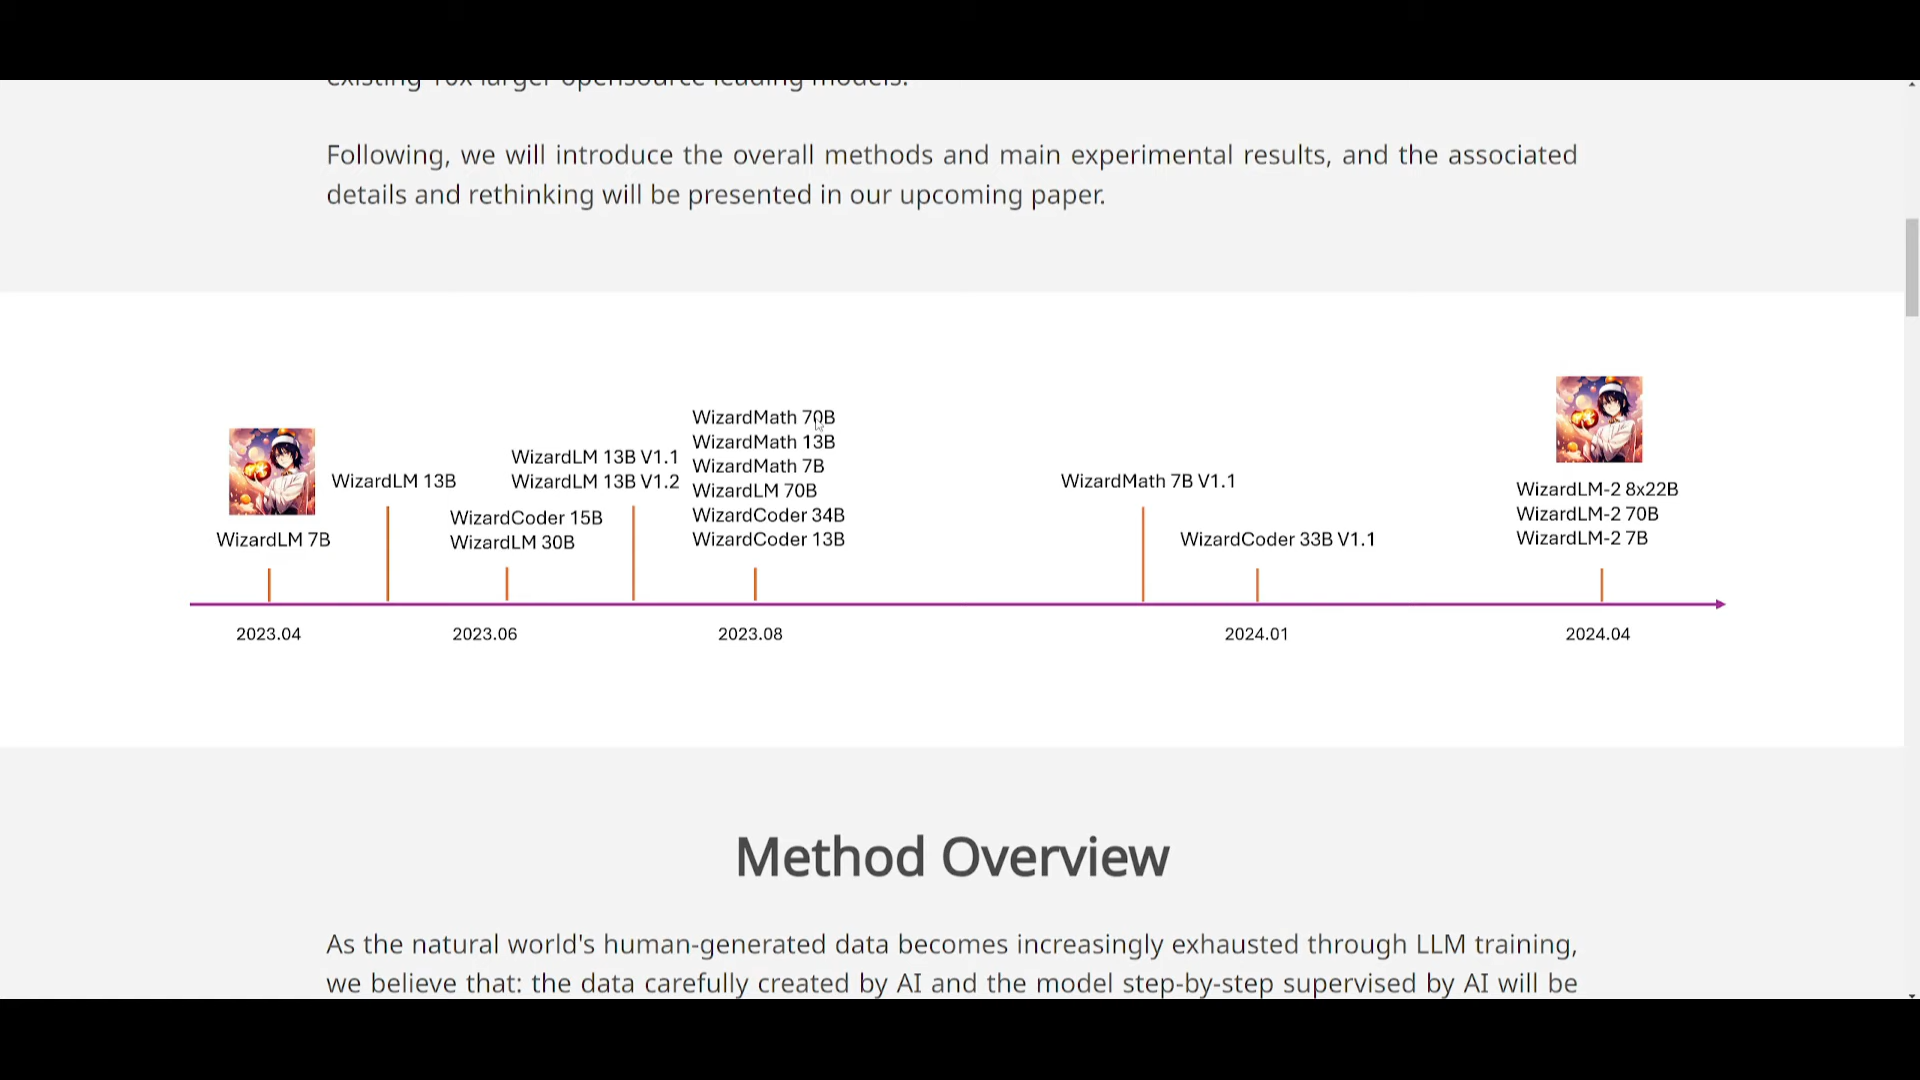 existing 10x larger opensource leading models.
Following, we will introduce the overall methods and main experimental results, and the associated
details and rethinking will be presented in our upcoming paper.
WizardLM 7B
WizardLM 13B
WizardCoder 15B
WizardLM 30B
WizardLM 13B V1.1
WizardLM 13B V1.2
WizardMath 70B
WizardMath 13B
WizardMath 7B
WizardLM 70B
WizardCoder 34B
WizardCoder 13B
WizardMath 7B V1.1
WizardCoder 33B V1.1
WizardLM-2 8x22B
WizardLM-2 70B
WizardLM-2 7B
2023.04
2023.06
2023.08
2024.01
2024.04
Method Overview
As the natural world's human-generated data becomes increasingly exhausted through LLM training,
we believe that: the data carefully created by AI and the model step-by-step supervised by AI will be